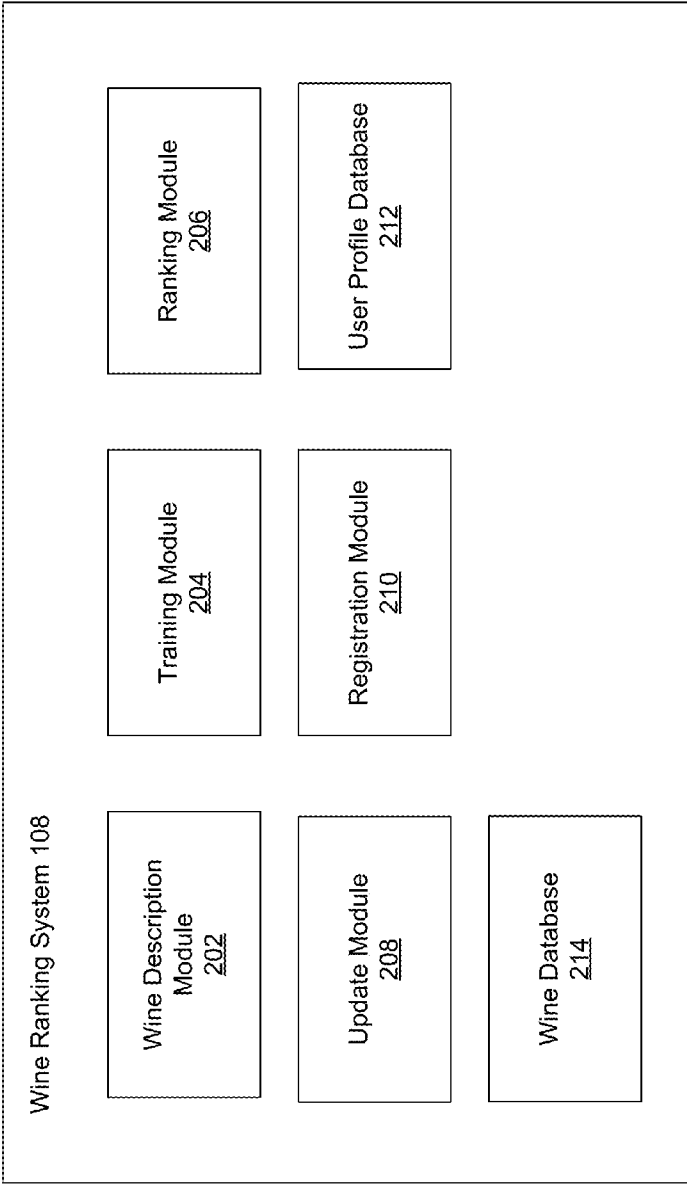 Wine Ranking System 108
Wine Description
Module
202
Training Module
204
Ranking Module
206
Update Module
208
Registration Module
210
User Profile Database
212
Wine Database
214